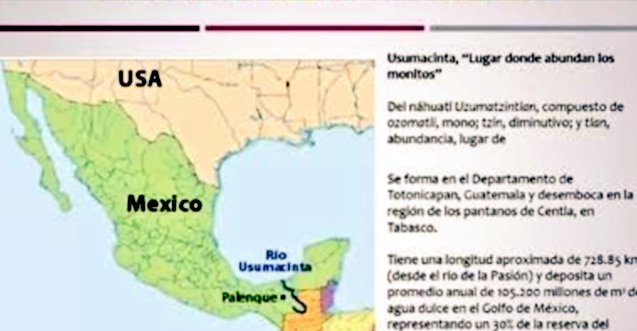 USA
Mexico
Río
Usumacinta
Palenque
Usumacinta, “Lugar donde abundan los
monitos”
Del náhuatl Uzumatzintlan, compuesto de
ozomatli, mono; tzin, diminutivo; y tlan,
abundancia, lugar de
Se forma en el Departamento de
Totonicapan, Guatemala y desemboca en la
región de los pantanos de Centla, en
Tabasco.
Tiene una longitud aproximada de 728.85 km
(desde el río de la Pasión) y deposita un
promedio anual de 105.200 millones de m³ de
agua dulce en el Golfo de México,
representando un 30% de la reserva del